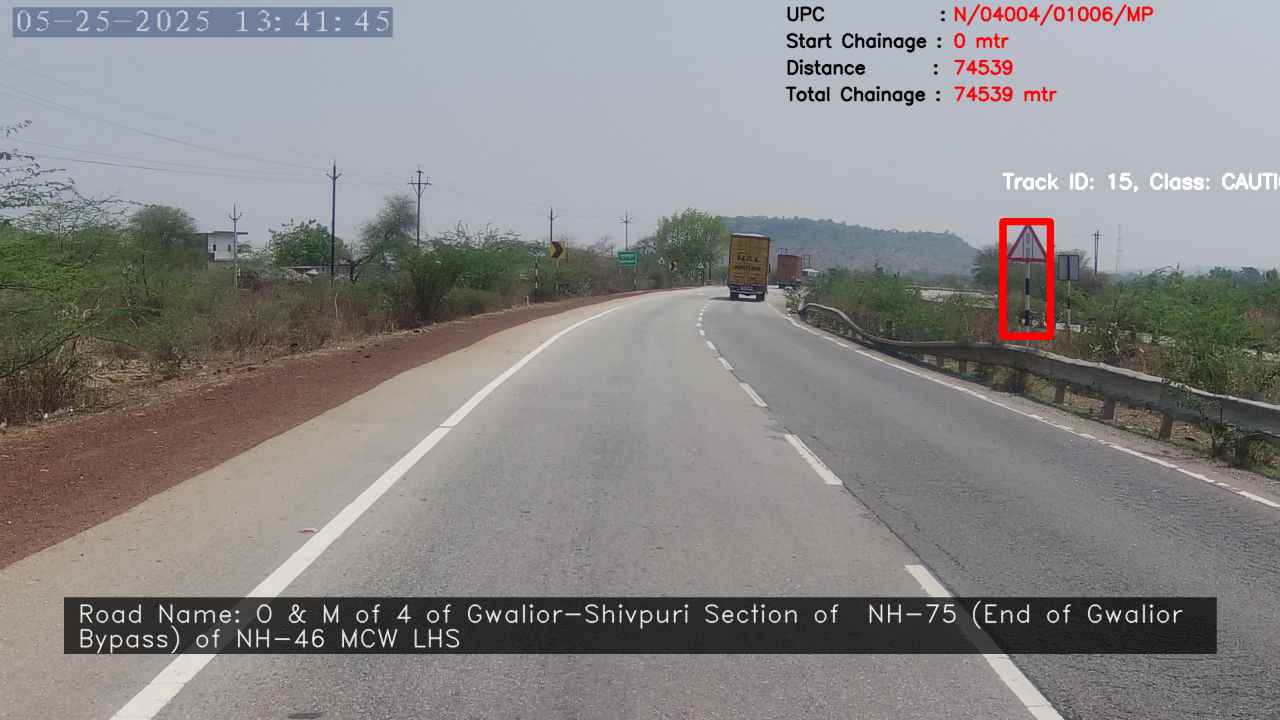 05-25-2025 13:41:45
UPC : N/04004/01006/MP
Start Chainage : 0 mtr
Distance : 74539
Total Chainage : 74539 mtr
Track ID: 15, Class: CAUTI
Road Name: O & M of 4 of Gwalior-Shivpuri Section of NH-75 (End of Gwalior
Bypass) of NH-46 MCW LHS